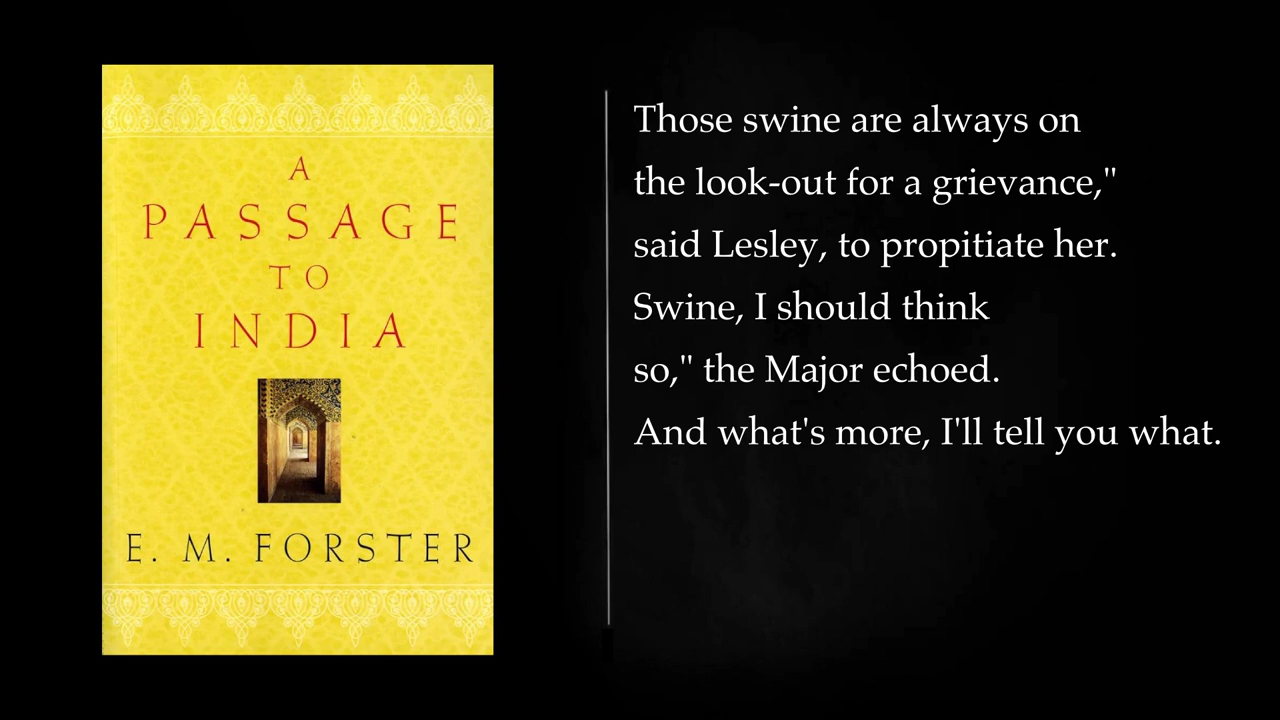 A
PASSAGE
TO
INDIA
E. M. FORSTER
Those swine are always on
the look-out for a grievance,"
said Lesley, to propitiate her.
Swine, I should think
so," the Major echoed.
And what's more, I'll tell you what.